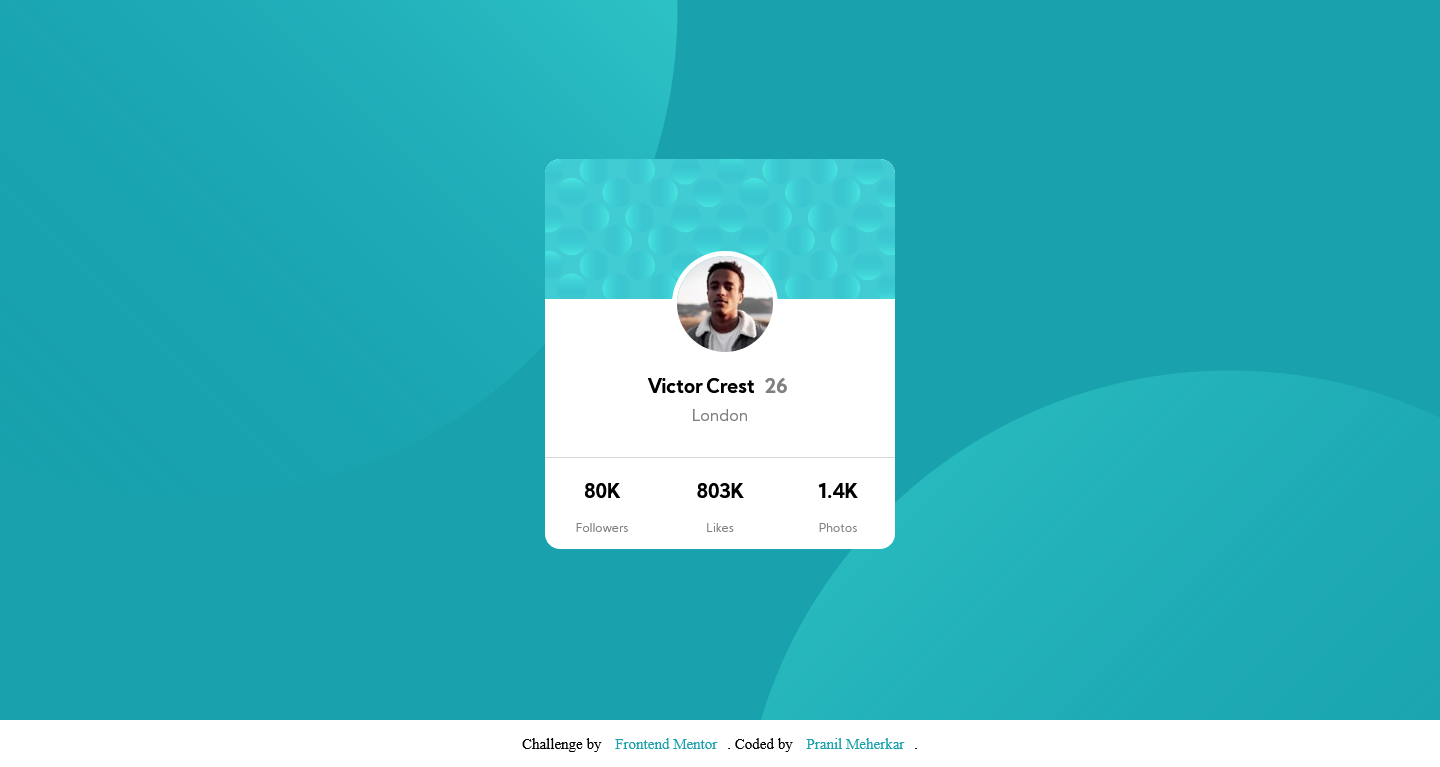 Victor Crest 26
London
80K 803K 1.4K
Followers Likes Photos
Challenge by Frontend Mentor . Coded by Pranil Meherkar .